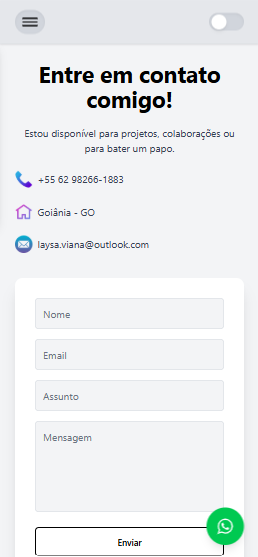 Entre em contato
comigo!
Estou disponível para projetos, colaborações ou
para bater um papo.
+55 62 98266-1883
Goiânia - GO
laysa.viana@outlook.com
Nome
Email
Assunto
Mensagem
Enviar